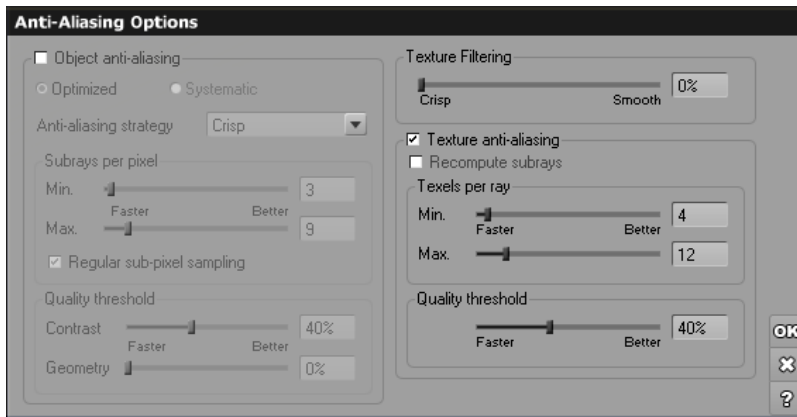 Anti-Aliasing Options
Object anti-aliasing
Optimized Systematic
Anti-aliasing strategy Crisp
Subrays per pixel
Min. 3
Faster Better
Max. 9
Regular sub-pixel sampling
Quality threshold
Contrast 40%
Faster Better
Geometry 0%
Texture Filtering
0%
Crisp Smooth
Texture anti-aliasing
Recompute subrays
Texels per ray
Min. 4
Faster Better
Max. 12
Quality threshold
40%
Faster Better
OK
?